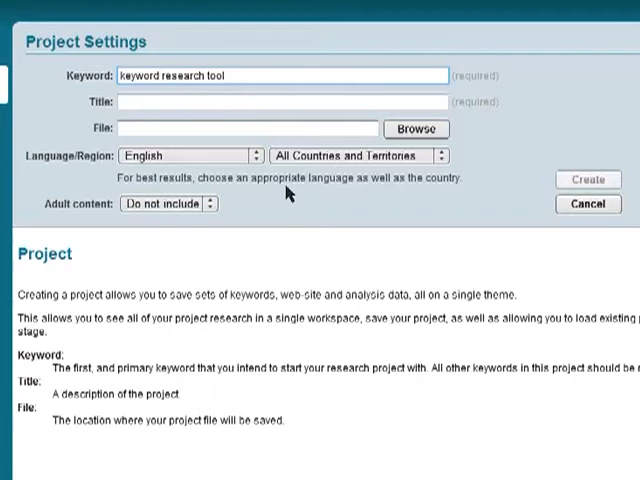 Project Settings
Keyword: keyword research tool (required)
Title: (required)
File: Browse
Language/Region: English All Countries and Territories
For best results, choose an appropriate language as well as the country.
Create
Adult content: Do not include Cancel
Project
Creating a project allows you to save sets of keywords, web-site and analysis data, all on a single theme.
This allows you to see all of your project research in a single workspace, save your project, as well as allowing you to load existing
stage.
Keyword:
The first, and primary keyword that you intend to start your research project with. All other keywords in this project should be
Title:
A description of the project
File:
The location where your project file will be saved.